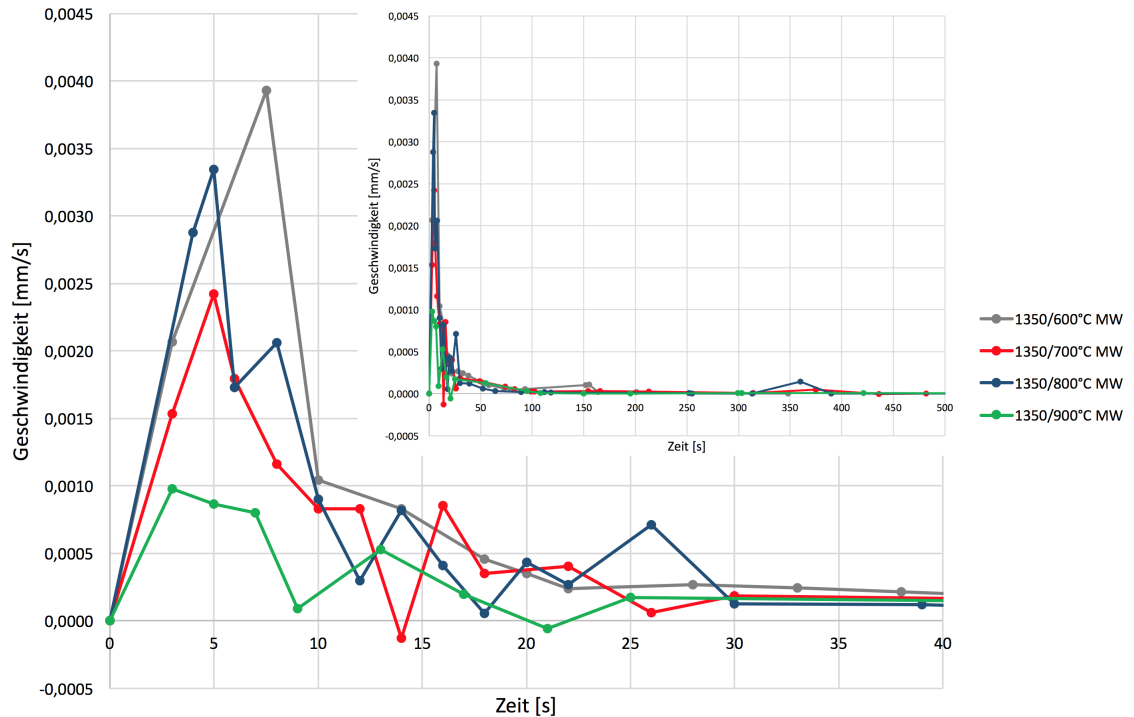 0,0045
0,0040
0,0035
0,0030
0,0025
0,0020
0,0015
0,0010
0,0005
0,0000
-0,0005
Geschwindigkeit [mm/s]
0 5 10 15 20 25 30 35 40
Zeit [s]
0,0045
0,0040
0,0035
0,0030
0,0025
0,0020
0,0015
0,0010
0,0005
0,0000
-0,0005
Geschwindigkeit [mm/s]
0 50 100 150 200 250 300 350 400 450 500
Zeit [s]
1350/600°C MW
1350/700°C MW
1350/800°C MW
1350/900°C MW